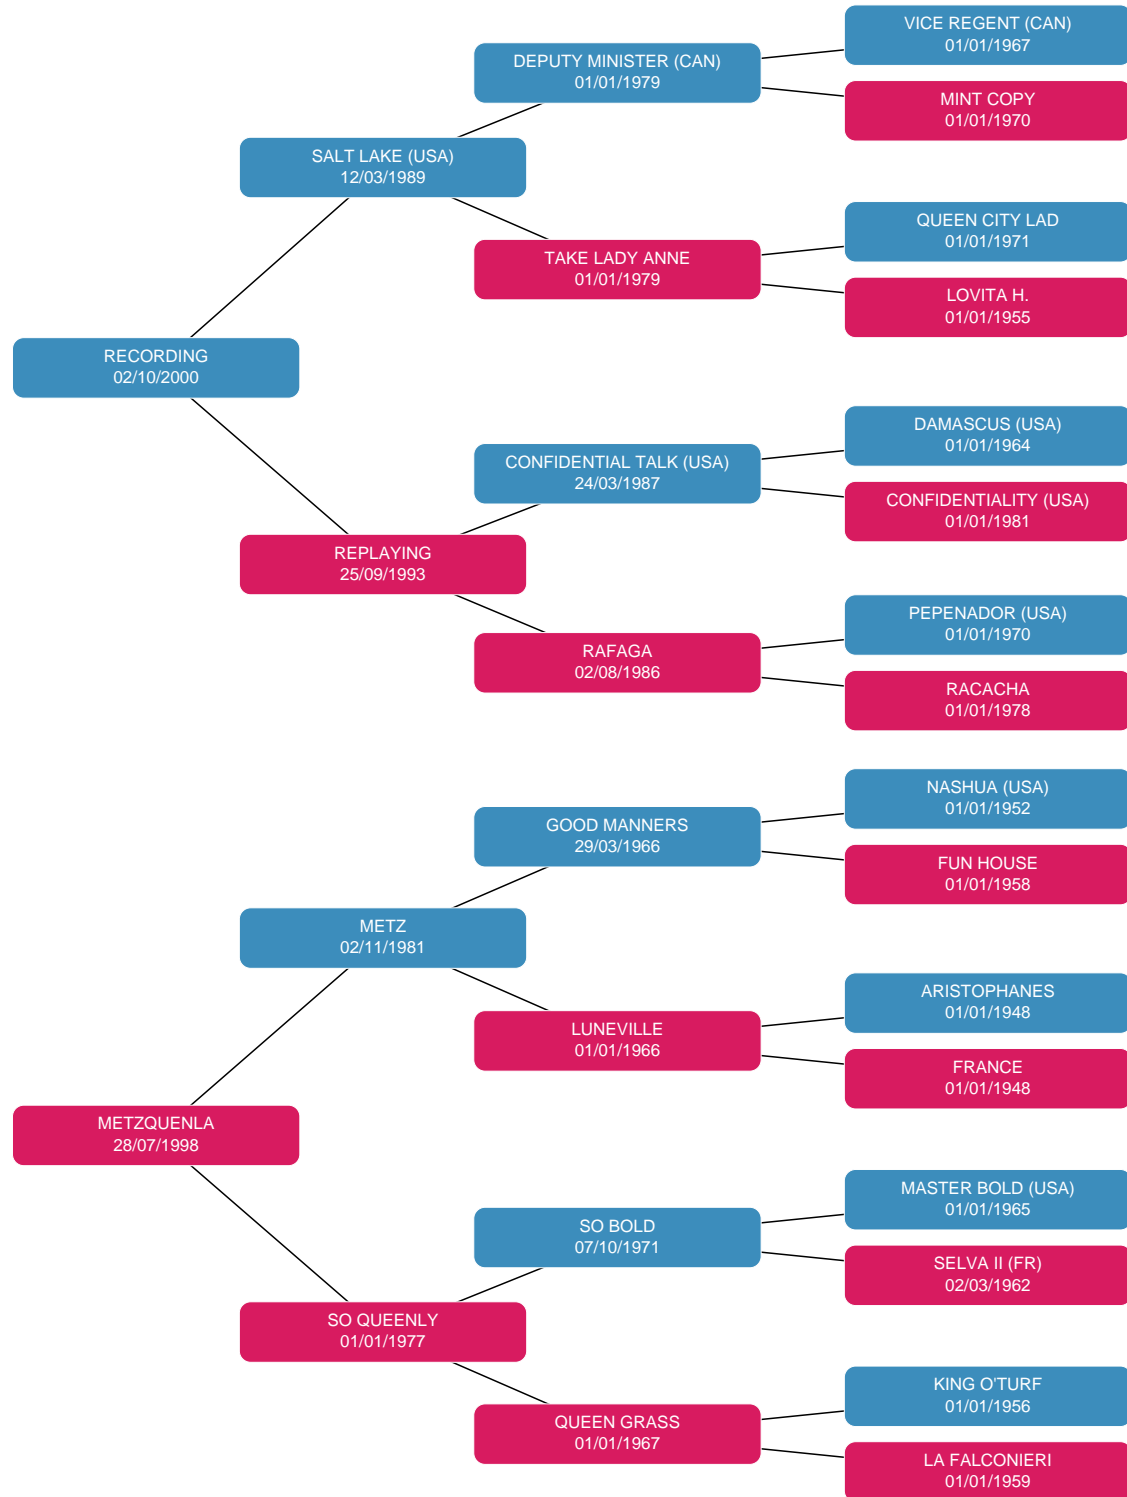 VICE REGENT (CAN)
01/01/1967
DEPUTY MINISTER (CAN)
01/01/1979
MINT COPY
01/01/1970
SALT LAKE (USA)
12/03/1989
QUEEN CITY LAD
01/01/1971
TAKE LADY ANNE
01/01/1979
LOVITA H.
01/01/1955
RECORDING
02/10/2000
DAMASCUS (USA)
01/01/1964
CONFIDENTIAL TALK (USA)
24/03/1987
CONFIDENTIALITY (USA)
01/01/1981
REPLAYING
25/09/1993
PEPENADOR (USA)
01/01/1970
RAFAGA
02/08/1986
RACACHA
01/01/1978
NASHUA (USA)
01/01/1952
GOOD MANNERS
29/03/1966
FUN HOUSE
01/01/1958
METZ
02/11/1981
ARISTOPHANES
01/01/1948
LUNEVILLE
01/01/1966
FRANCE
01/01/1948
METZQUENLA
28/07/1998
MASTER BOLD (USA)
01/01/1965
SO BOLD
07/10/1971
SELVA II (FR)
02/03/1962
SO QUEENLY
01/01/1977
KING O'TURF
01/01/1956
QUEEN GRASS
01/01/1967
LA FALCONIERI
01/01/1959